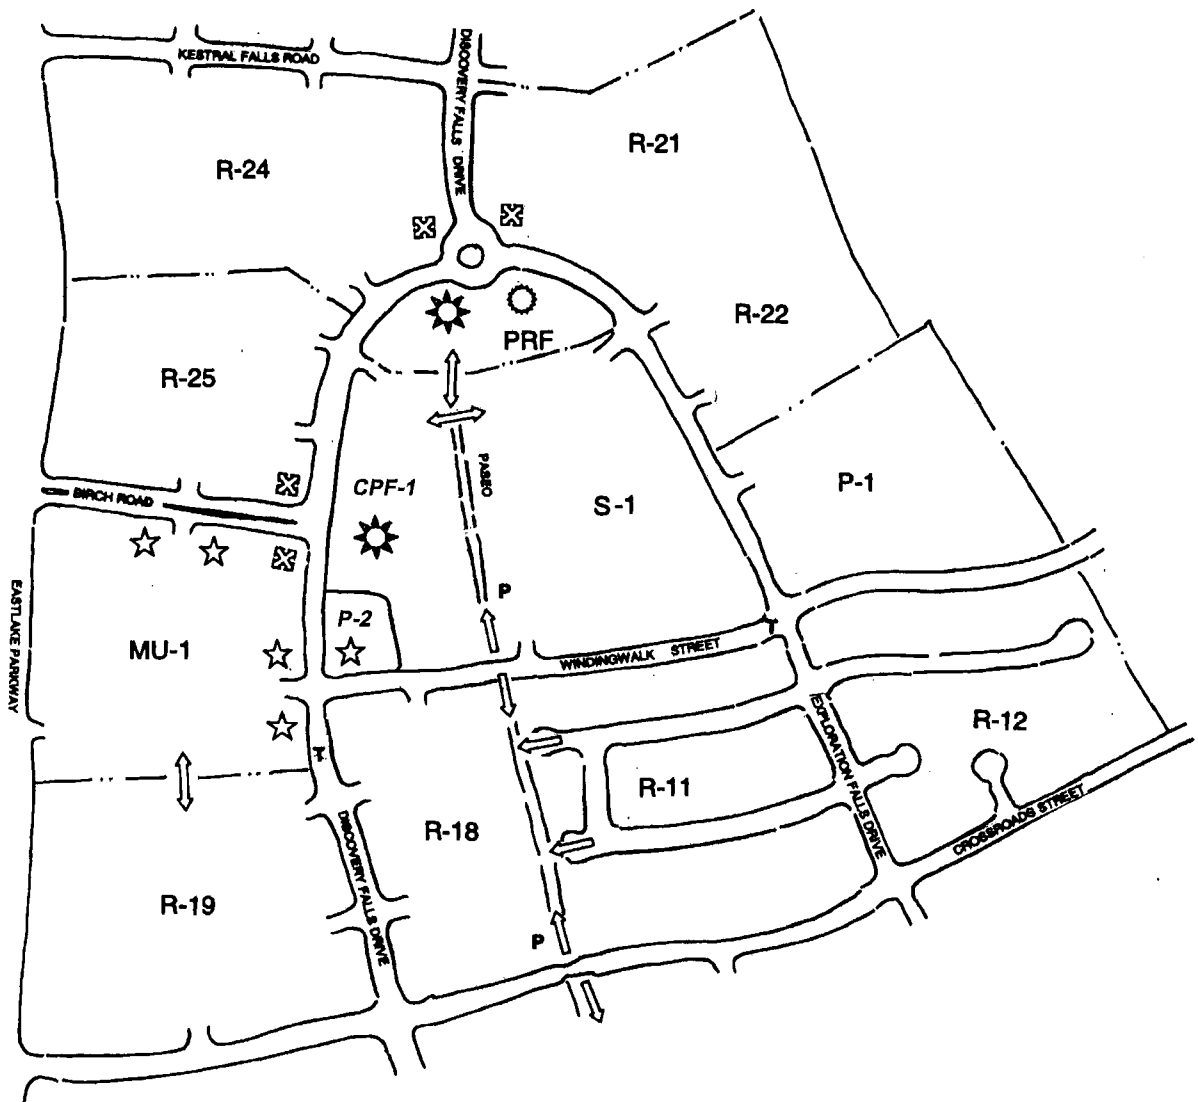 KESTRAL FALLS ROAD
DISCOVERY FALLS DRIVE
R-21
R-24
R-22
PRF
R-25
PASEO
CPF-1
P-1
BIRCH ROAD
S-1
EASTLAKE PARKWAY
P
P-2
MU-1
WINDINGWALK STREET
EXPLORATION FALLS DRIVE
R-12
R-11
CROSSROADS STREET
R-18
DISCOVERY FALLS DRIVE
R-19
P